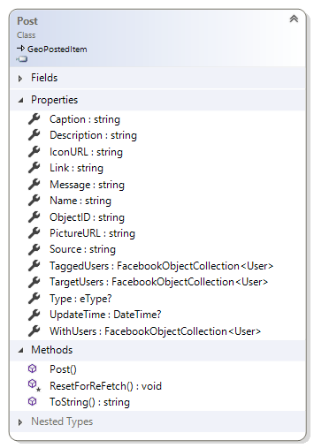 Post
Class
GeoPostedItem
Fields
Properties
Caption : string
Description : string
IconURL : string
Link : string
Message : string
Name : string
ObjectID : string
PictureURL : string
Source : string
TaggedUsers : FacebookObjectCollection<User>
TargetUsers : FacebookObjectCollection<User>
Type : eType?
UpdateTime : DateTime?
WithUsers : FacebookObjectCollection<User>
Methods
Post()
ResetForReFetch() : void
ToString() : string
Nested Types